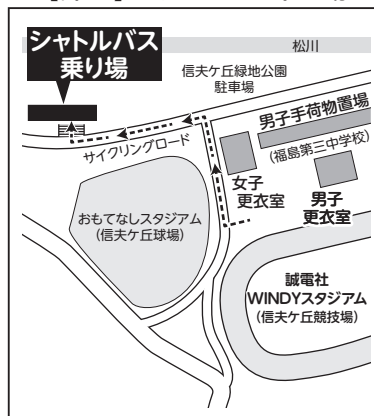 シャトルバス
乗り場
松川
信夫ケ丘緑地公園
駐車場
男子手荷物置場
(福島第三中学校)
サイクリングロード
女子
更衣室
男子
更衣室
おもてなしスタジアム
(信夫ケ丘球場)
誠電社
WINDYスタジアム
(信夫ケ丘競技場)